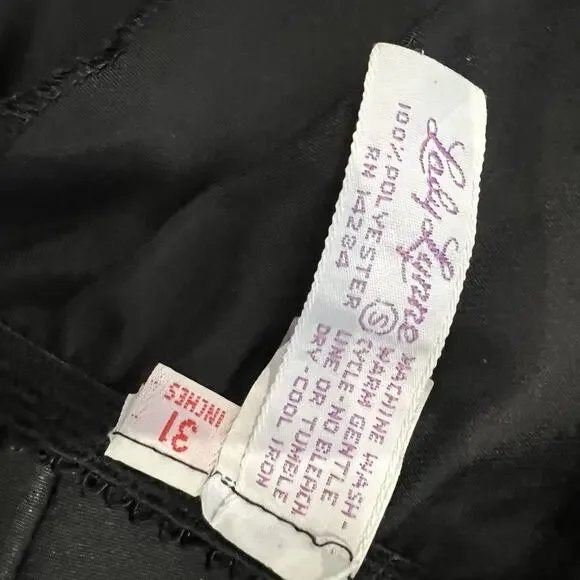 Lady Lynne
100% POLYESTER
RN 14284 Ⓢ
MACHINE WASH-
WARM GENTLE
CYCLE-NO BLEACH.
LINE OR TUMBLE
DRY-COOL IRON
31
INCHES